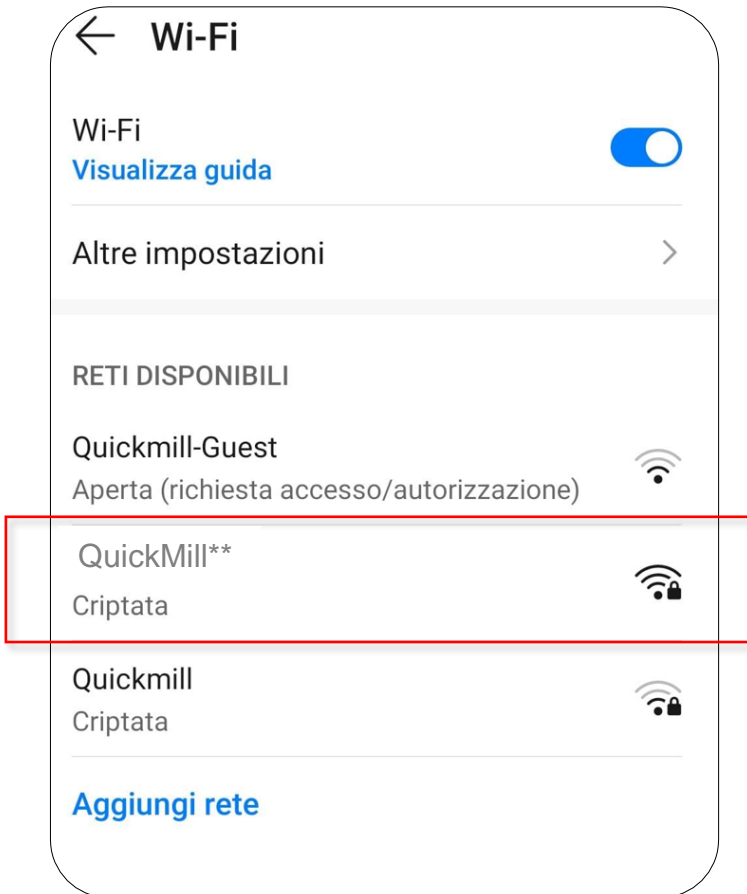 Wi-Fi
Wi-Fi
Visualizza guida
Altre impostazioni
RETI DISPONIBILI
Quickmill-Guest
Aperta (richiesta accesso/autorizzazione)
QuickMill**
Criptata
Quickmill
Criptata
Aggiungi rete